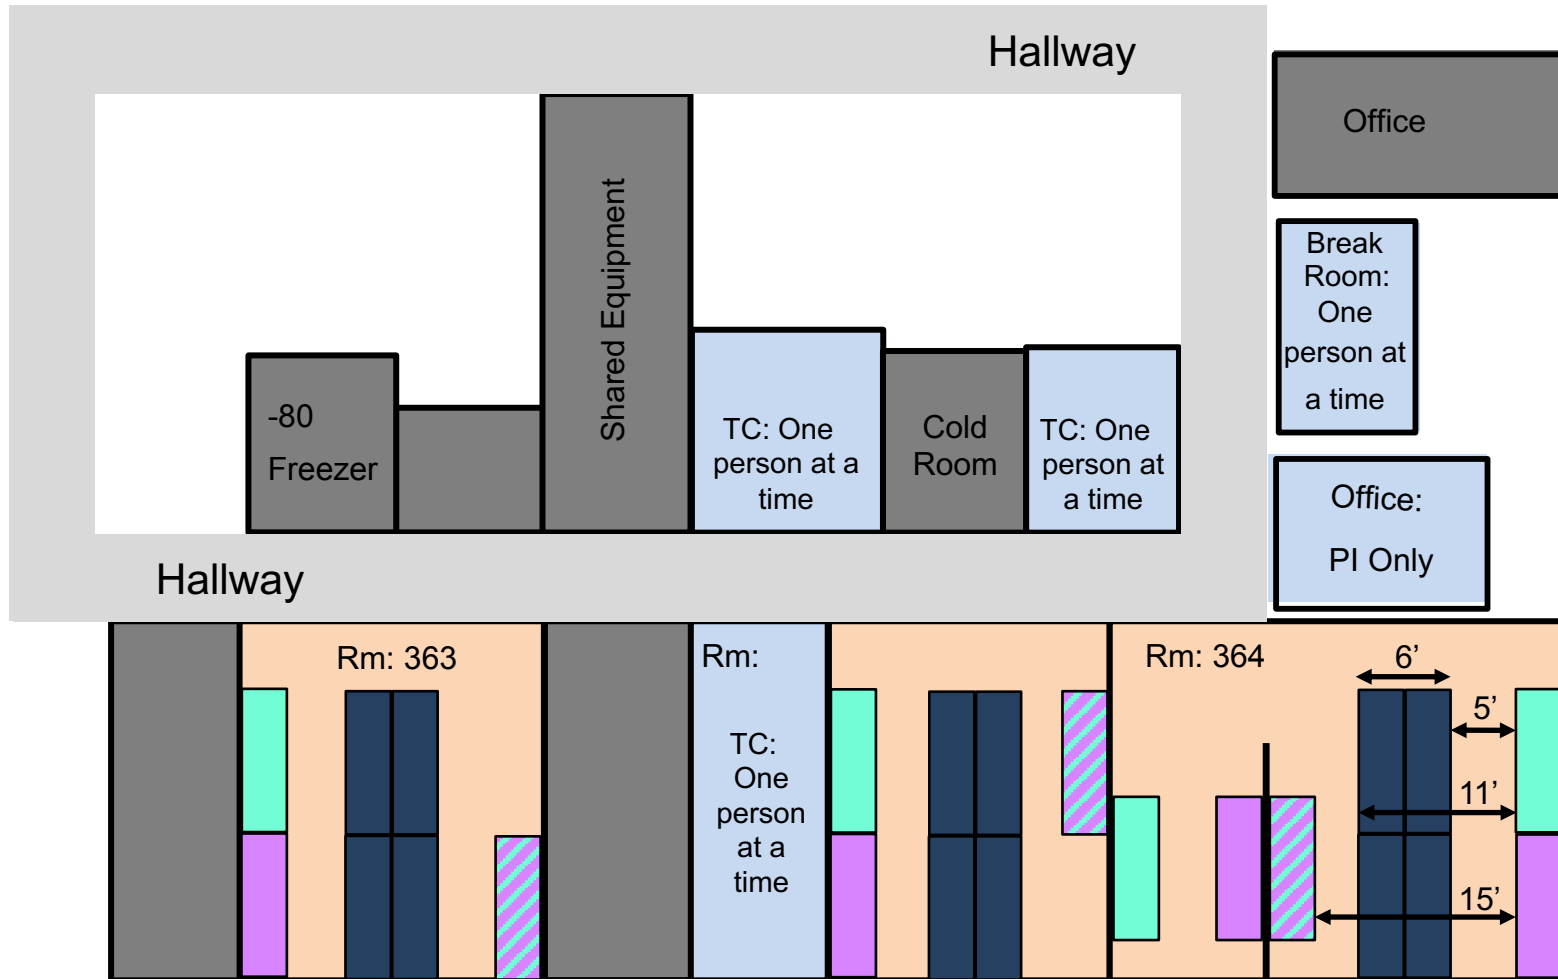 Hallway
Office
Break
Room:
One
person at
a time
Shared Equipment
-80
Freezer
TC: One
person at a
time
Cold
Room
TC: One
person at
a time
Office:
PI Only
Hallway
Rm: 363
Rm:
TC:
One
person
at a
time
Rm: 364
6’
5’
11’
15’